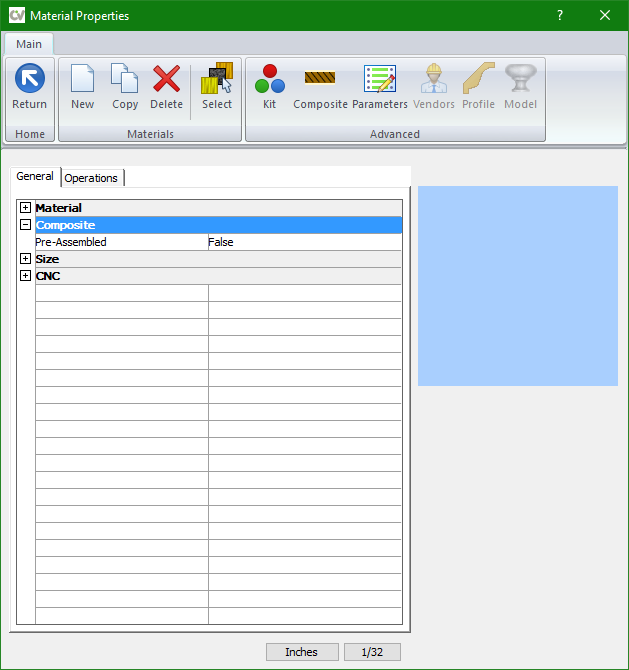 CV Material Properties ?
Main
Return New Copy Delete Select Kit Composite Parameters Vendors Profile Model
Home Materials Advanced
General Operations
Material
Composite
Pre-Assembled False
Size
CNC
Inches 1/32